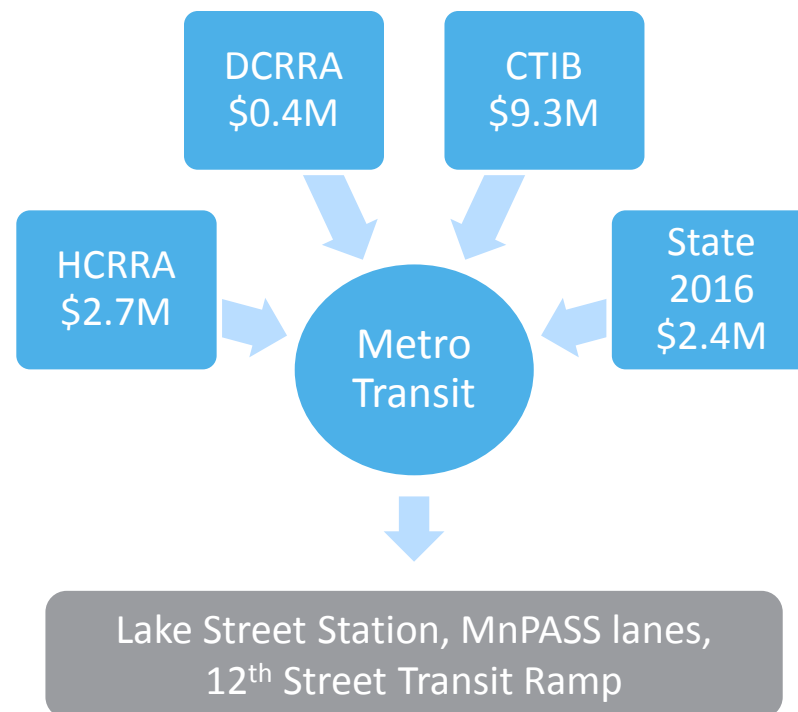 DCRRA
$0.4M
CTIB
$9.3M
HCRRA
$2.7M
State
2016
$2.4M
Metro
Transit
Lake Street Station, MnPASS lanes,
12th Street Transit Ramp